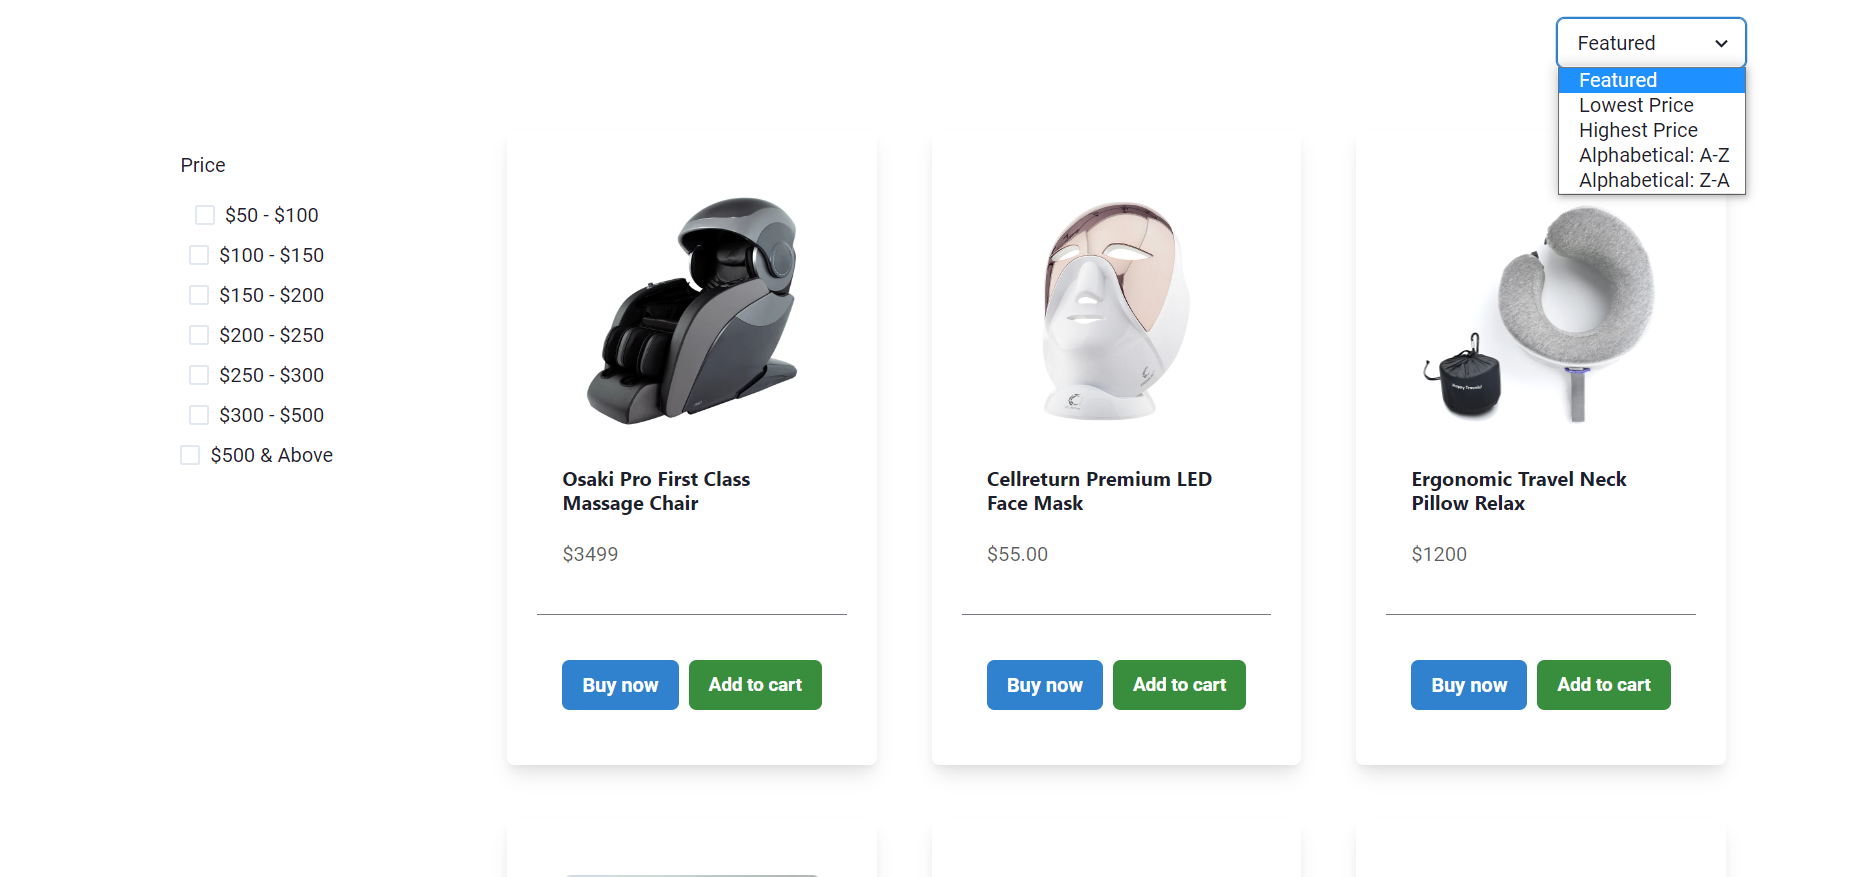 Featured
Featured
Lowest Price
Highest Price
Alphabetical: A-Z
Alphabetical: Z-A
Price
$50 - $100
$100 - $150
$150 - $200
$200 - $250
$250 - $300
$300 - $500
$500 & Above
Osaki Pro First Class
Massage Chair
$3499
Buy now
Add to cart
Cellreturn Premium LED
Face Mask
$55.00
Buy now
Add to cart
Happy Travels!
Ergonomic Travel Neck
Pillow Relax
$1200
Buy now
Add to cart